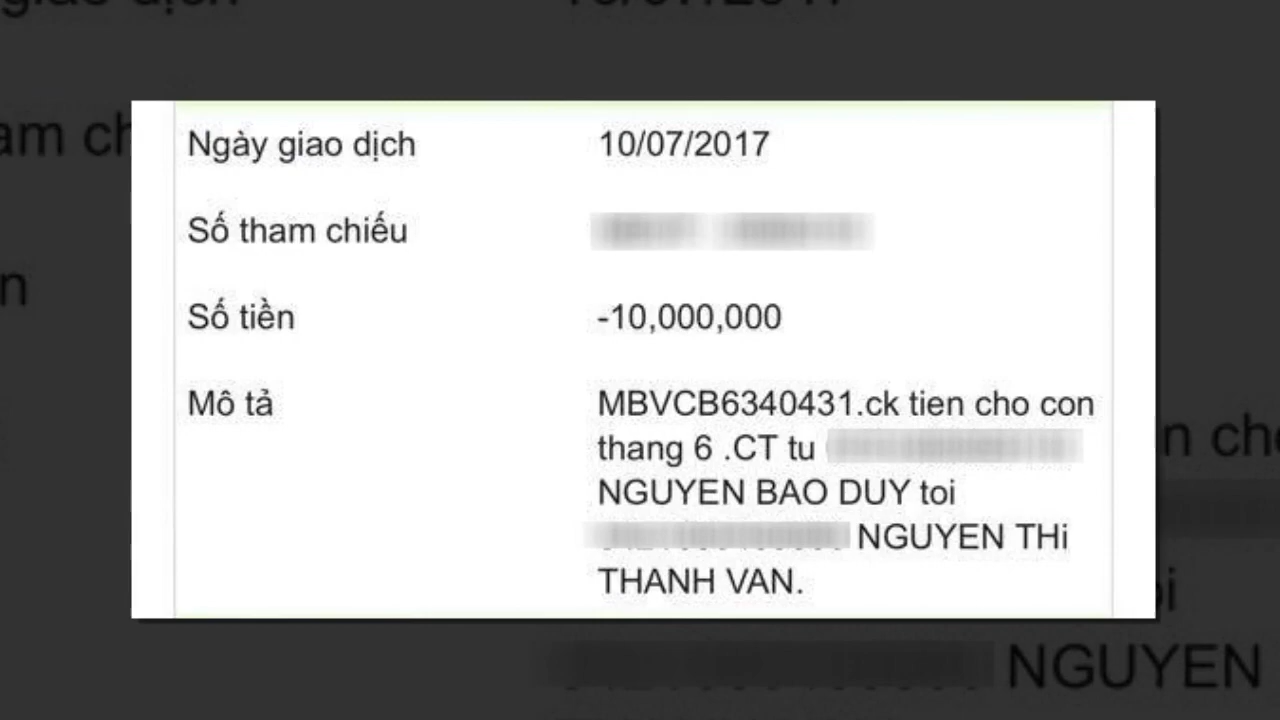 Ngày giao dịch 10/07/2017
Số tham chiếu
Số tiền -10,000,000
Mô tả MBVCB6340431.ck tien cho con
thang 6 .CT tu
NGUYEN BAO DUY toi
NGUYEN THi
THANH VAN.